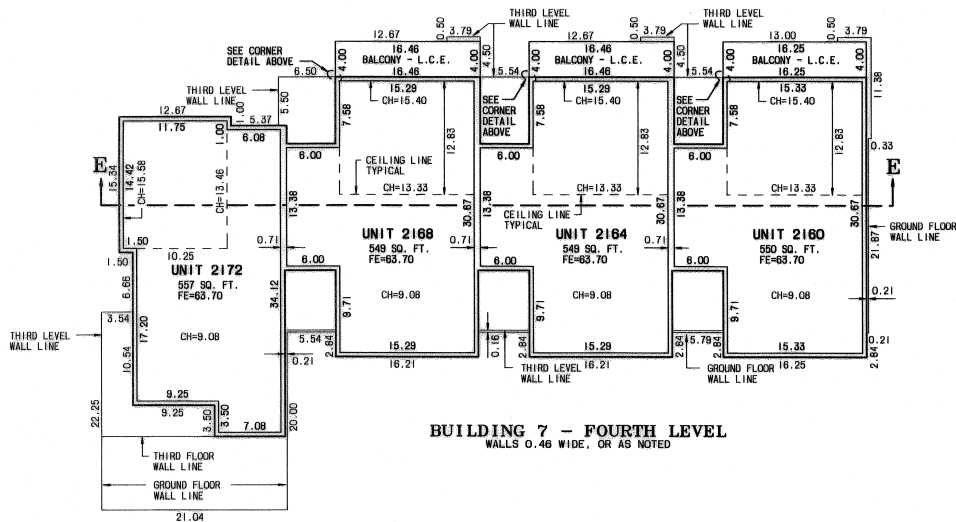 THIRD LEVEL
WALL LINE
THIRD LEVEL
WALL LINE
12.67
0.50
3.79
12.67
0.50
3.79
13.00
0.50
3.79
SEE CORNER
DETAIL ABOVE
4.00
16.46
BALCONY - L.C.E.
16.46
4.00
4.50
4.00
16.46
BALCONY - L.C.E.
16.46
4.00
4.50
4.00
16.25
BALCONY - L.C.E.
16.25
4.00
11.38
6.50
5.54
5.54
THIRD LEVEL
WALL LINE
5.50
15.29
CH=15.40
15.29
CH=15.40
15.33
CH=15.40
SEE
CORNER
DETAIL
ABOVE
SEE
CORNER
DETAIL
ABOVE
7.58
7.58
7.58
12.83
12.83
12.83
12.67
11.75
1.00
5.37
6.08
1.00
6.00
6.00
6.00
0.33
E
E
15.34
14.42
CH=15.58
CH=13.46
CEILING LINE
TYPICAL
CH=13.33
CH=13.33
CH=13.33
CEILING LINE
TYPICAL
13.38
30.67
13.38
30.67
13.38
30.67
1.50
10.25
1.50
UNIT 2172
557 SQ. FT.
FE=63.70
CH=9.08
0.71
UNIT 2168
549 SQ. FT.
FE=63.70
CH=9.08
0.71
UNIT 2164
549 SQ. FT.
FE=63.70
CH=9.08
0.71
UNIT 2160
550 SQ. FT.
FE=63.70
CH=9.08
GROUND FLOOR
WALL LINE
21.87
0.21
6.00
6.00
6.00
6.66
17.20
34.12
9.71
9.71
9.71
THIRD LEVEL
WALL LINE
3.54
10.54
0.21
5.54
2.84
15.29
16.21
0.16
THIRD LEVEL
WALL LINE
2.84
15.29
16.21
2.84
5.79
2.84
GROUND FLOOR
WALL LINE
15.33
16.25
0.21
2.84
9.25
9.25
3.50
3.50
7.08
20.00
22.25
BUILDING 7 - FOURTH LEVEL
WALLS 0.46 WIDE, OR AS NOTED
THIRD FLOOR
WALL LINE
GROUND FLOOR
WALL LINE
21.04